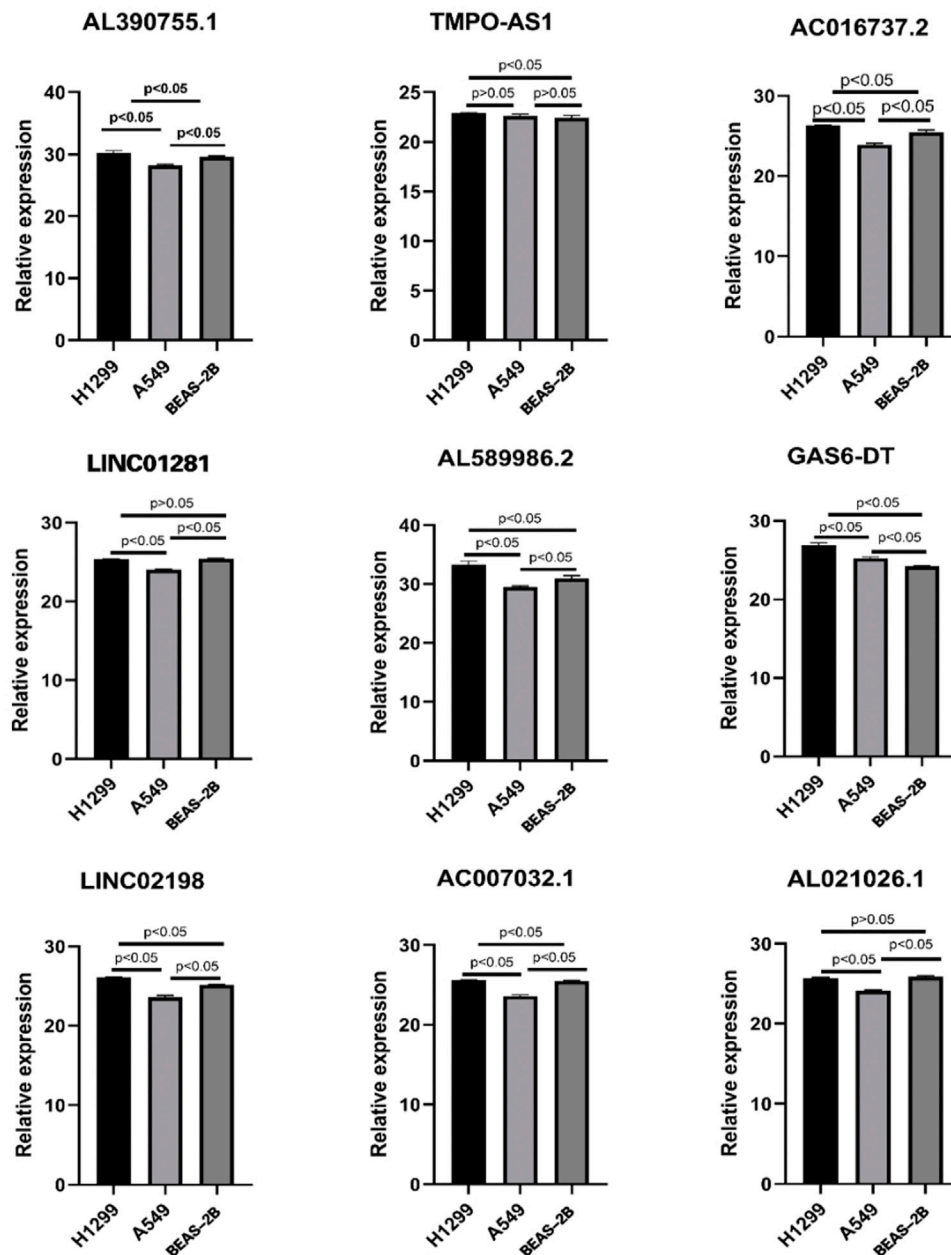 AL390755.1
p<0.05
p<0.05
p<0.05
Relative expression
40
30
20
10
0
H1299
A549
BEAS–2B
TMPO-AS1
p<0.05
p>0.05
p>0.05
Relative expression
25
20
15
10
5
0
H1299
A549
BEAS–2B
AC016737.2
p<0.05
p<0.05
p<0.05
Relative expression
30
20
10
0
H1299
A549
BEAS–2B
LINC01281
p>0.05
p<0.05
p<0.05
Relative expression
30
20
10
0
H1299
A549
BEAS–2B
AL589986.2
p<0.05
p<0.05
p<0.05
Relative expression
40
30
20
10
0
H1299
A549
BEAS–2B
GAS6-DT
p<0.05
p<0.05
p<0.05
Relative expression
30
20
10
0
H1299
A549
BEAS–2B
LINC02198
p<0.05
p<0.05
p<0.05
Relative expression
30
20
10
0
H1299
A549
BEAS–2B
AC007032.1
p<0.05
p<0.05
p<0.05
Relative expression
30
20
10
0
H1299
A549
BEAS–2B
AL021026.1
p>0.05
p<0.05
p<0.05
Relative expression
30
20
10
0
H1299
A549
BEAS–2B